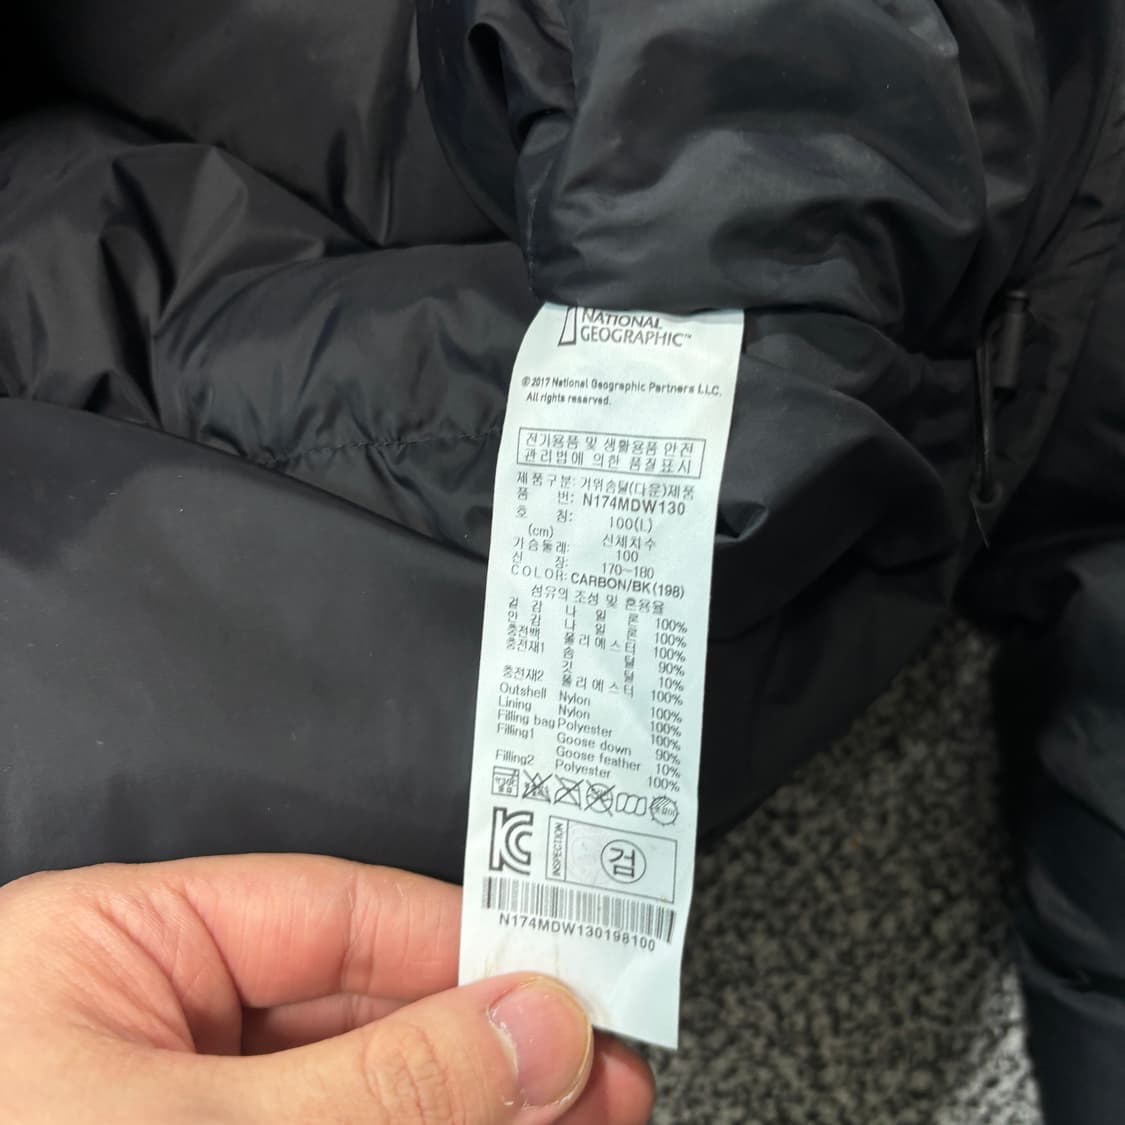 NATIONAL
GEOGRAPHIC™
© 2017 National Geographic Partners LLC.
All rights reserved.
전기용품 및 생활용품 안전
관리법에 의한 품질표시
제품구분: 거위솜털(다운)제품
품 번: N174MDW130
호 칭: 100(L)
(cm) 신체치수
가슴둘레: 100
신 장: 170~180
COLOR: CARBON/BK(198)
섬유의 조성 및 혼용율
겉 감 나 일 론 100%
안 감 나 일 론 100%
충전백 폴리에스터 100%
충전재1 솜 털 90%
깃 털 10%
충전재2 폴리에스터 100%
Outshell Nylon 100%
Lining Nylon 100%
Filling bag Polyester 100%
Filling1 Goose down 90%
Goose feather 10%
Filling2 Polyester 100%
KC
INSPECTION
검
N174MDW130198100